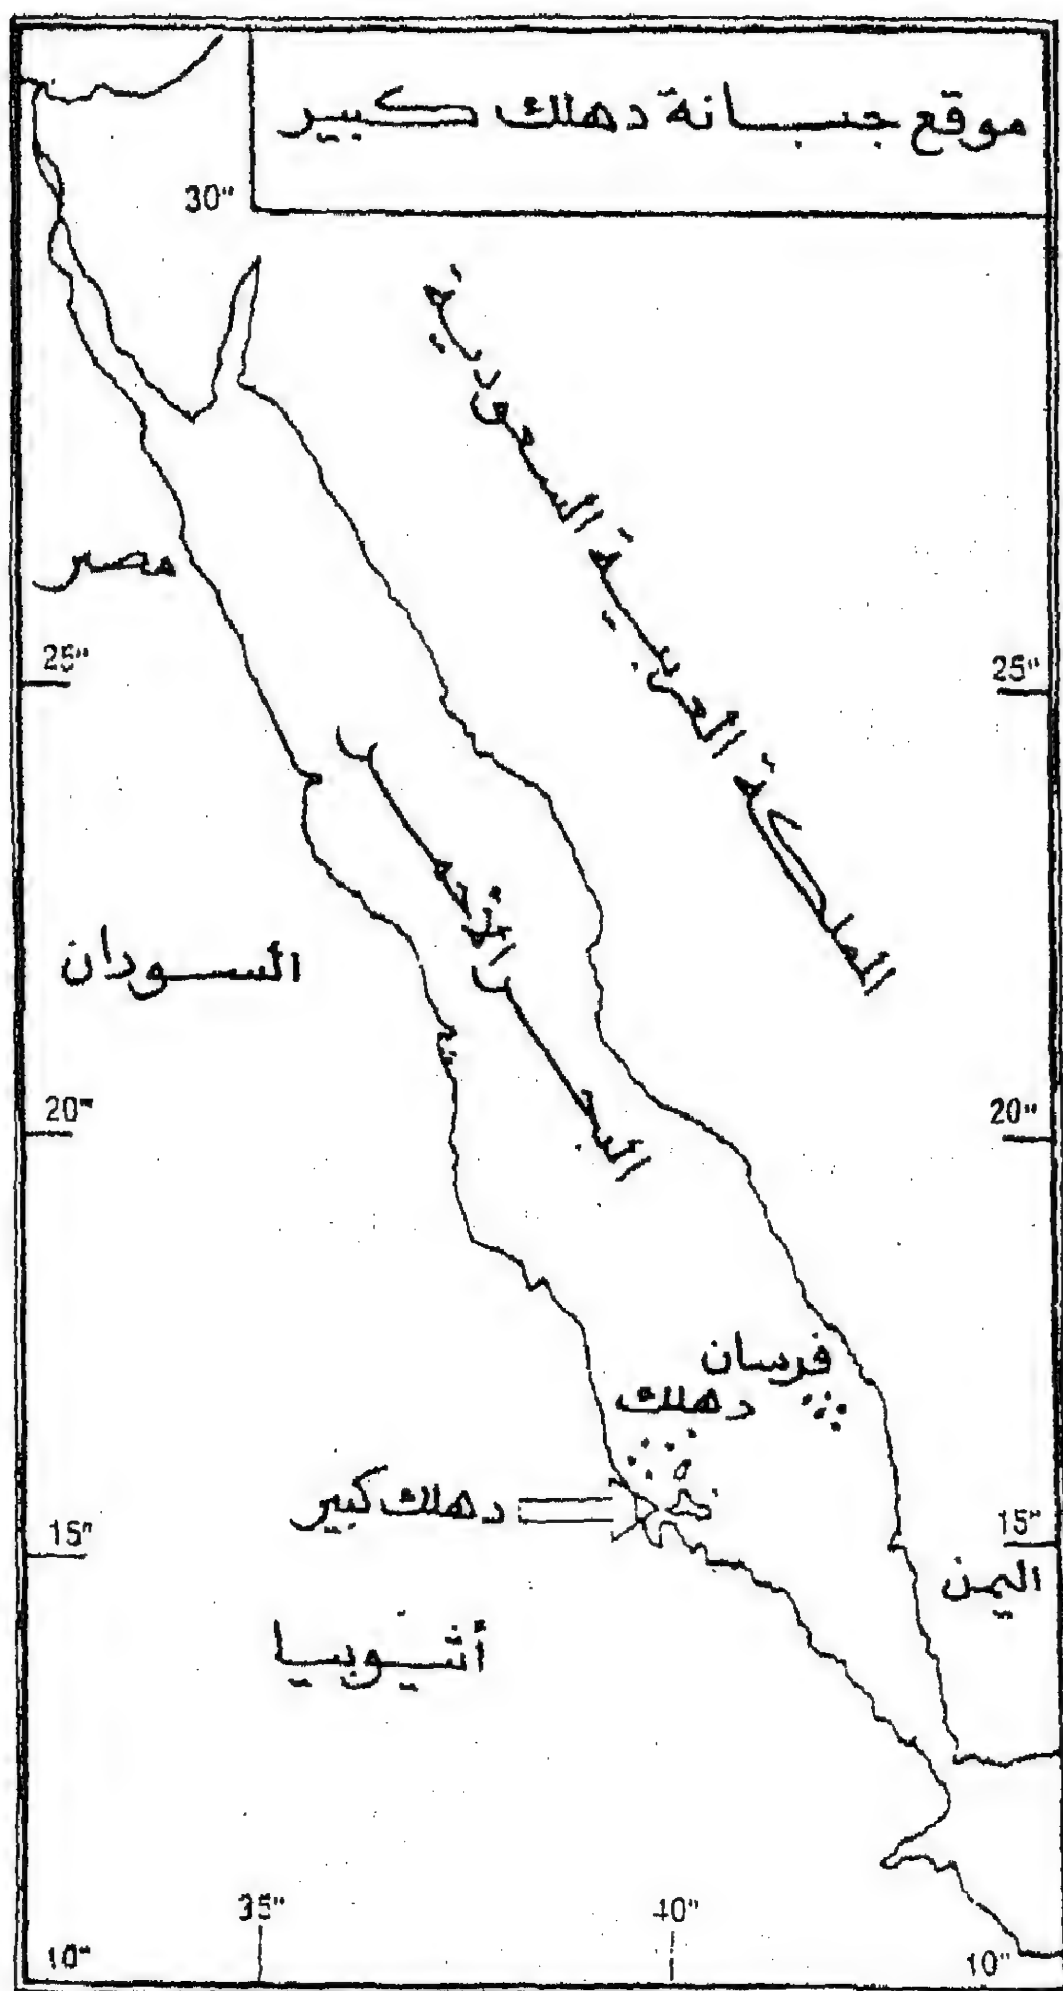 موقع جبانة دهلك كبير
30"
المملكة العربية السعودية
مصر
25"
25"
البحر الأحمر
السودان
20"
20"
فرسان
دهلك
دهلك كبير
15"
15"
اليمن
أثيوبيا
35"
40"
10"
10"